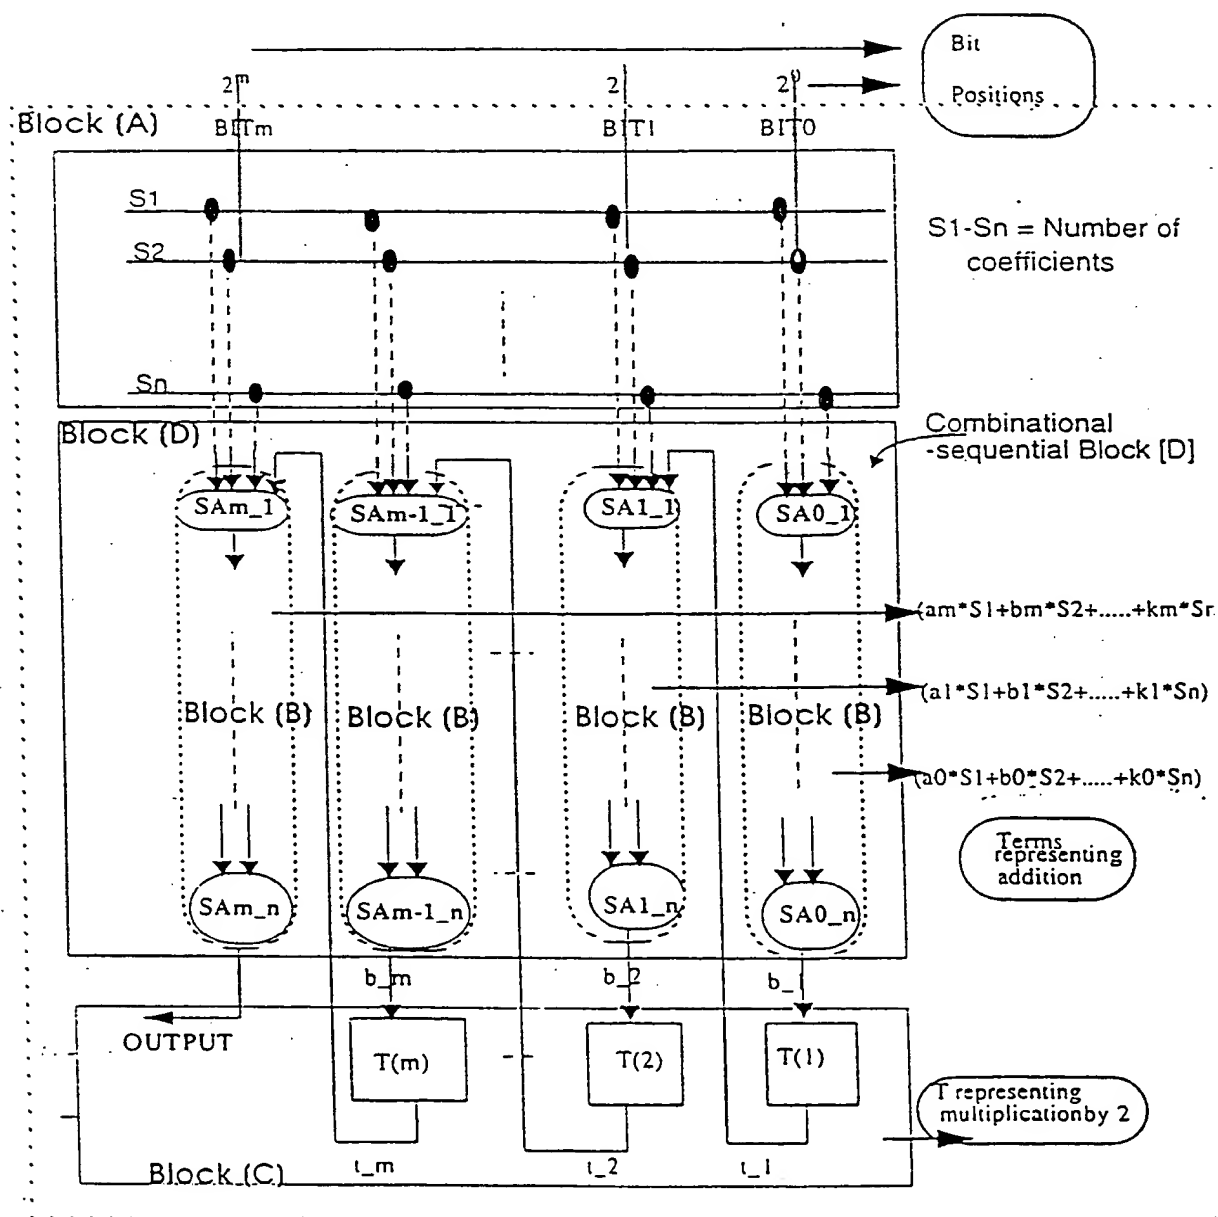 Bit
Positions
2^m
2
2^0
Block (A)
BITm
BIT1
BIT0
S1
S2
Sn
S1-Sn = Number of
coefficients
Block (D)
Combinational
-sequential Block [D]
SAm_1
SAm-1_1
SA1_1
SA0_1
(am*S1+bm*S2+.....+km*Sn
(a1*S1+b1*S2+.....+k1*Sn)
Block (B)
Block (B)
Block (B)
Block (B)
(a0*S1+b0*S2+.....+k0*Sn)
Terms
representing
addition
SAm_n
SAm-1_n
SA1_n
SA0_n
b_m
b_2
b_1
OUTPUT
T(m)
T(2)
T(1)
T representing
multiplicationby 2
t_m
t_2
t_1
Block (C)